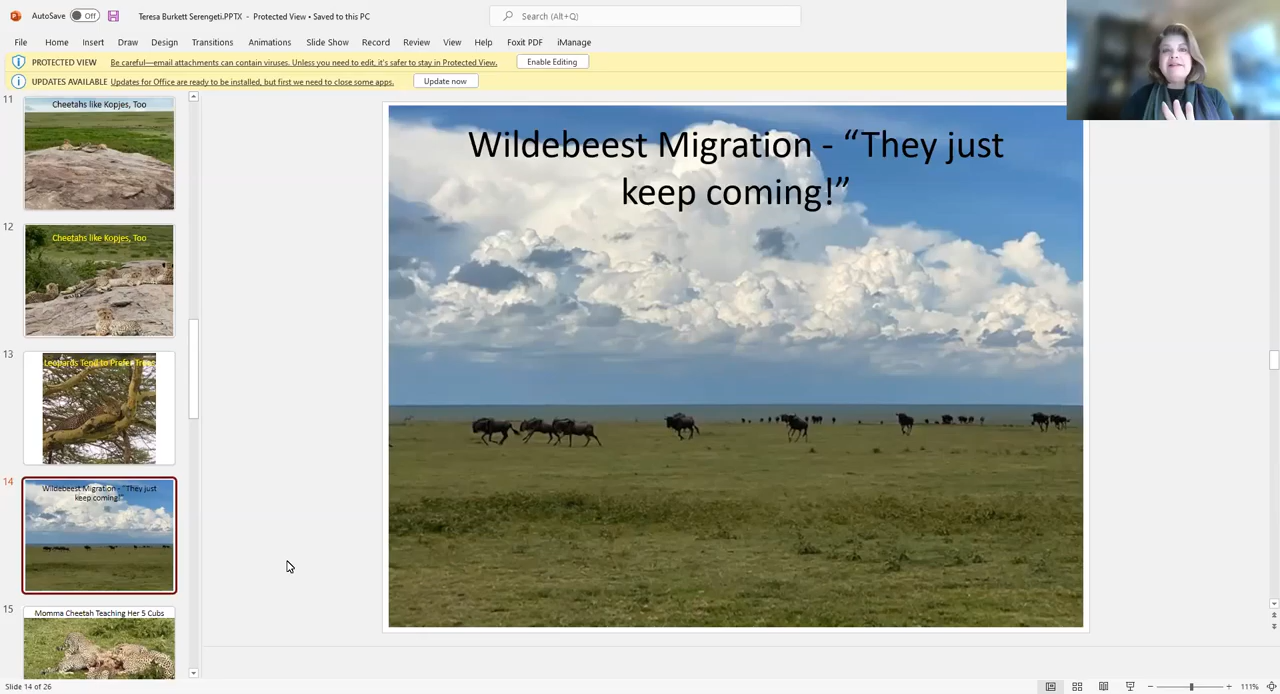 AutoSave Off Teresa Burkett Serengeti.PPTX - Protected View • Saved to this PC Search (Alt+Q)
File Home Insert Draw Design Transitions Animations Slide Show Record Review View Help Foxit PDF iManage
PROTECTED VIEW Be careful—email attachments can contain viruses. Unless you need to edit, it's safer to stay in Protected View. Enable Editing
UPDATES AVAILABLE Updates for Office are ready to be installed, but first we need to close some apps. Update now
11
Cheetahs like Kopjes, Too
12
Cheetahs like Kopjes, Too
13
Leopards Tend to Prefer Trees
14
Wildebeest Migration - "They just
keep coming!"
15
Momma Cheetah Teaching Her 5 Cubs
Wildebeest Migration - “They just
keep coming!”
Slide 14 of 26
111%